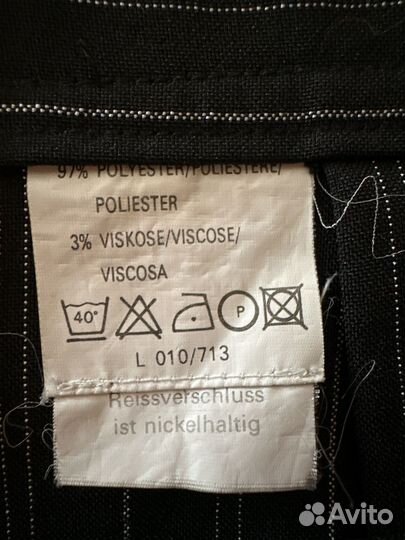 97% POLYESTER/POLIESTERE/
POLIESTER
3% VISKOSE/VISCOSE/
VISCOSA
40° P
L 010/713
Reissverschluss
ist nickelhaltig
Avito